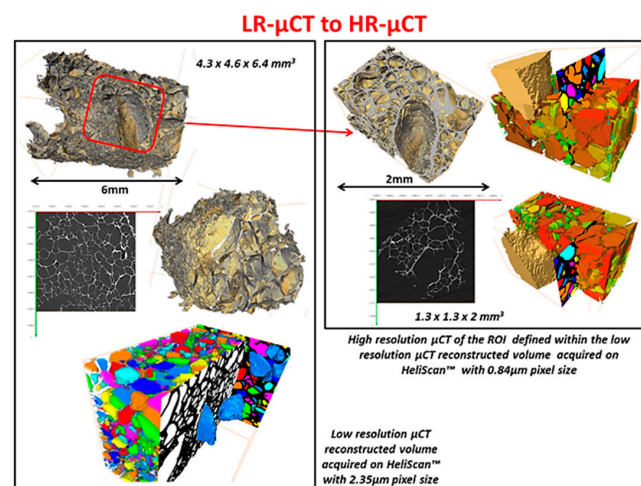 LR-µCT to HR-µCT
4.3 x 4.6 x 6.4 mm³
6mm
2mm
1.3 x 1.3 x 2 mm³
High resolution µCT of the ROI defined within the low
resolution µCT reconstructed volume acquired on
HeliScan™ with 0.84µm pixel size
Low resolution µCT
reconstructed volume
acquired on HeliScan™
with 2.35µm pixel size